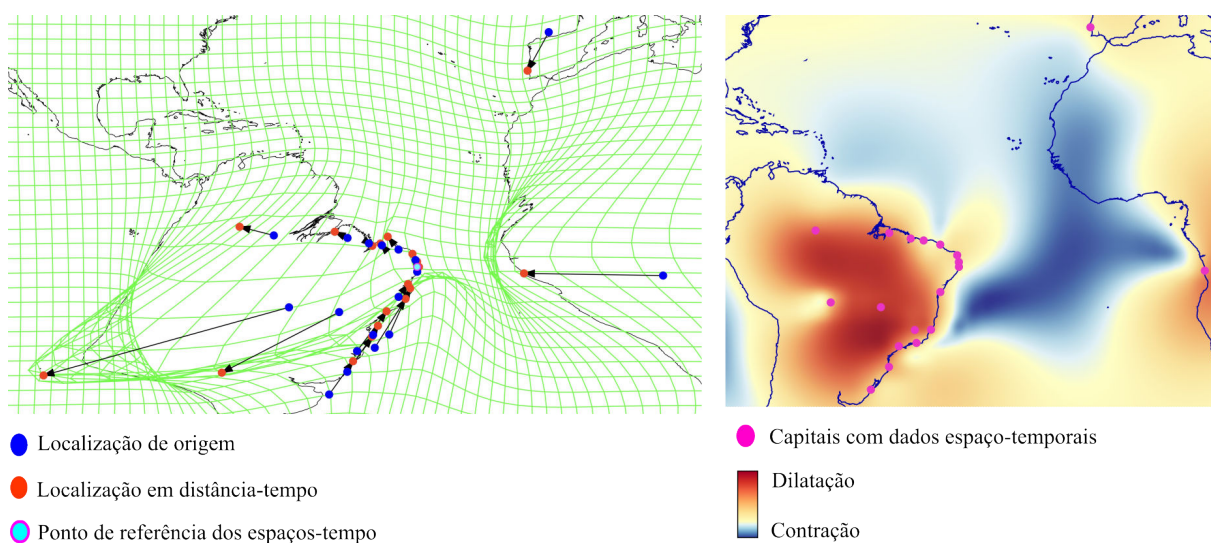 Localização de origem
Localização em distância-tempo
Ponto de referência dos espaços-tempo
Capitais com dados espaço-temporais
Dilatação
Contração